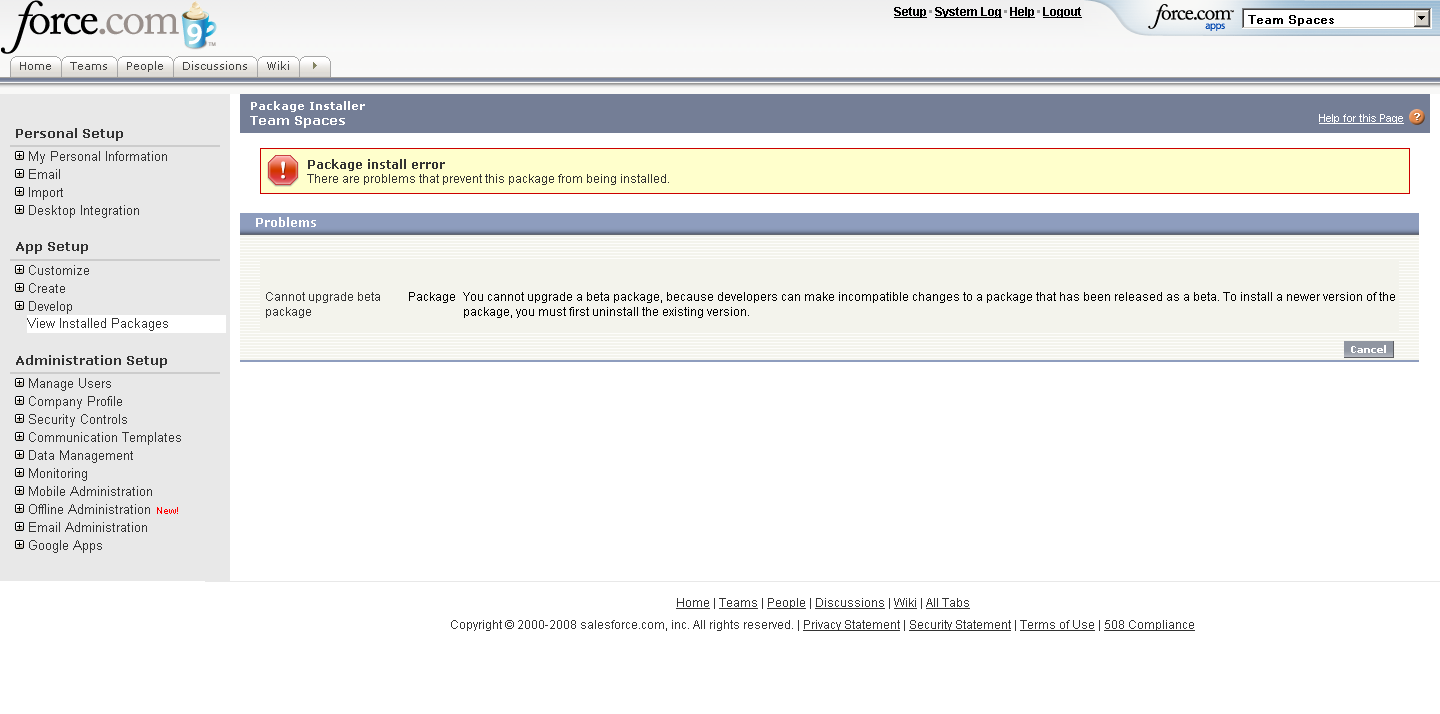 force.com
9
TM
Setup · System Log · Help · Logout
force.com
apps
Team Spaces
Home
Teams
People
Discussions
Wiki
Personal Setup
My Personal Information
Email
Import
Desktop Integration
App Setup
Customize
Create
Develop
View Installed Packages
Administration Setup
Manage Users
Company Profile
Security Controls
Communication Templates
Data Management
Monitoring
Mobile Administration
Offline Administration New!
Email Administration
Google Apps
Package Installer
Team Spaces
Help for this Page ?
Package install error
There are problems that prevent this package from being installed.
Problems
Cannot upgrade beta
package
Package
You cannot upgrade a beta package, because developers can make incompatible changes to a package that has been released as a beta. To install a newer version of the
package, you must first uninstall the existing version.
Cancel
Home | Teams | People | Discussions | Wiki | All Tabs
Copyright © 2000-2008 salesforce.com, inc. All rights reserved. | Privacy Statement | Security Statement | Terms of Use | 508 Compliance